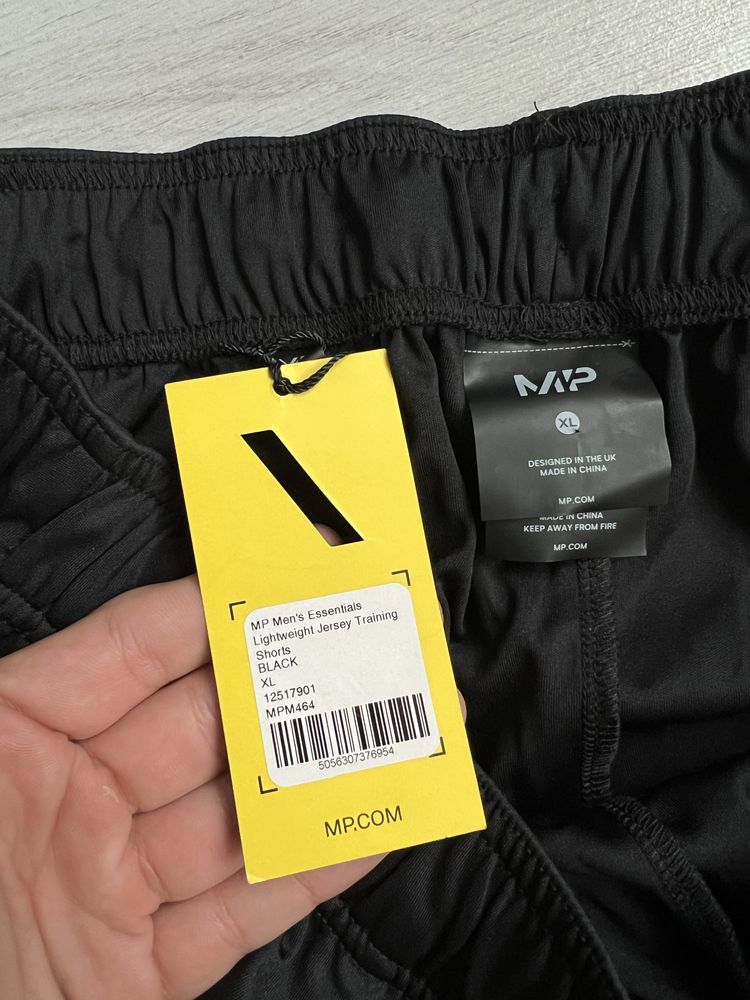 MP
XL
DESIGNED IN THE UK
MADE IN CHINA
MP.COM
MADE IN CHINA
KEEP AWAY FROM FIRE
MP.COM
MP Men's Essentials
Lightweight Jersey Training
Shorts
BLACK
XL
12517901
MPM464
5056307376954
MP.COM